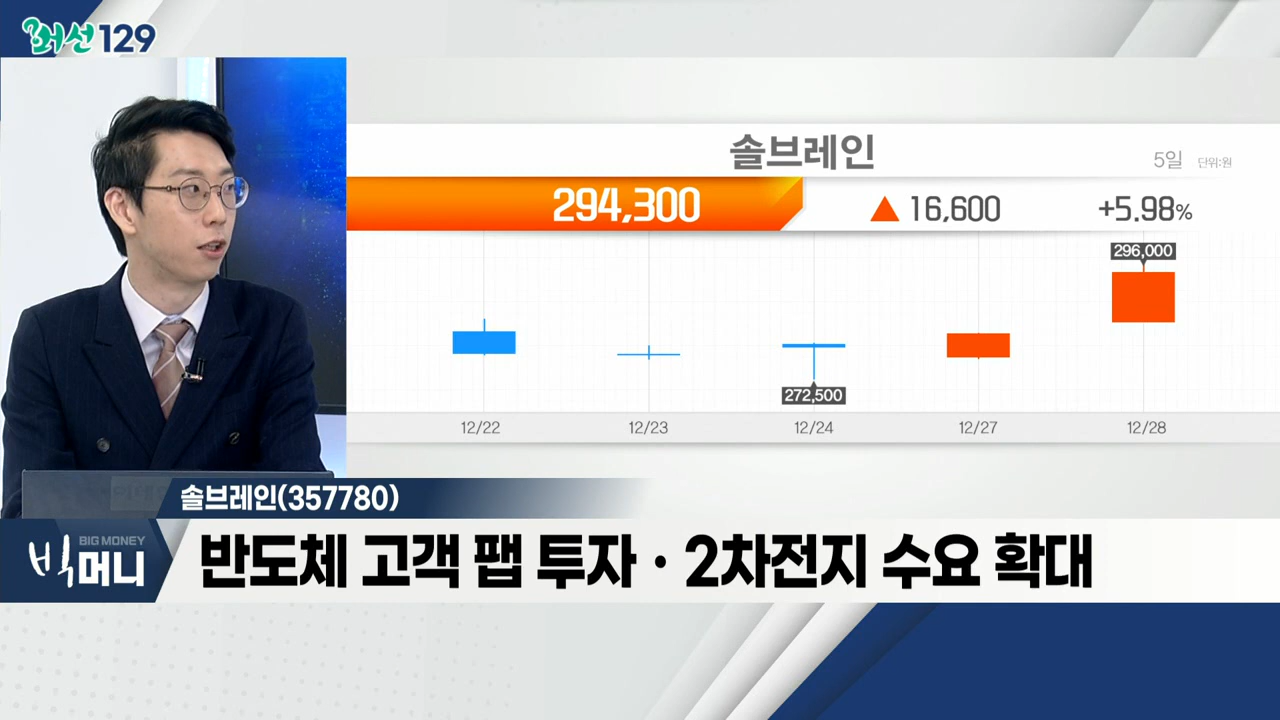 머선129
솔브레인
5일 단위:원
294,300 ▲ 16,600 +5.98%
296,000
272,500
12/22 12/23 12/24 12/27 12/28
솔브레인(357780)
BIG MONEY
빅머니
반도체 고객 팹 투자·2차전지 수요 확대